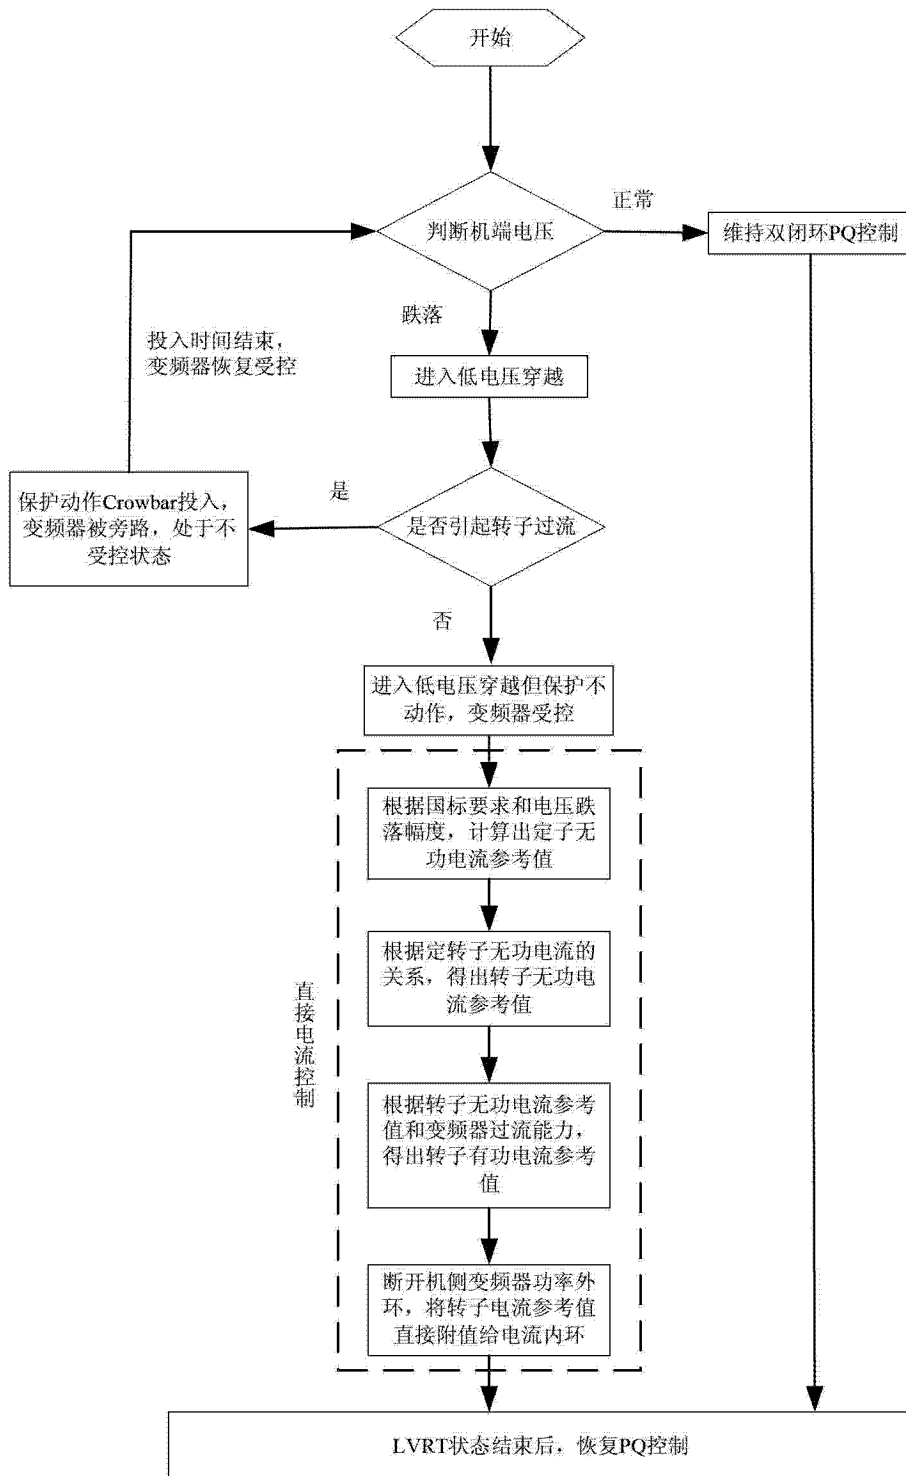 开始
判断机端电压
正常
维持双闭环PQ控制
跌落
投入时间结束，
变频器恢复受控
进入低电压穿越
是
保护动作Crowbar投入，
变频器被旁路，处于不
受控状态
是否引起转子过流
否
进入低电压穿越但保护不
动作，变频器受控
根据国标要求和电压跌
落幅度，计算出定子无
功电流参考值
根据定转子无功电流的
关系，得出转子无功电
流参考值
直接电流控制
根据转子无功电流参考
值和变频器过流能力，
得出转子有功电流参考
值
断开机侧变频器功率外
环，将转子电流参考值
直接附值给电流内环
LVRT状态结束后，恢复PQ控制